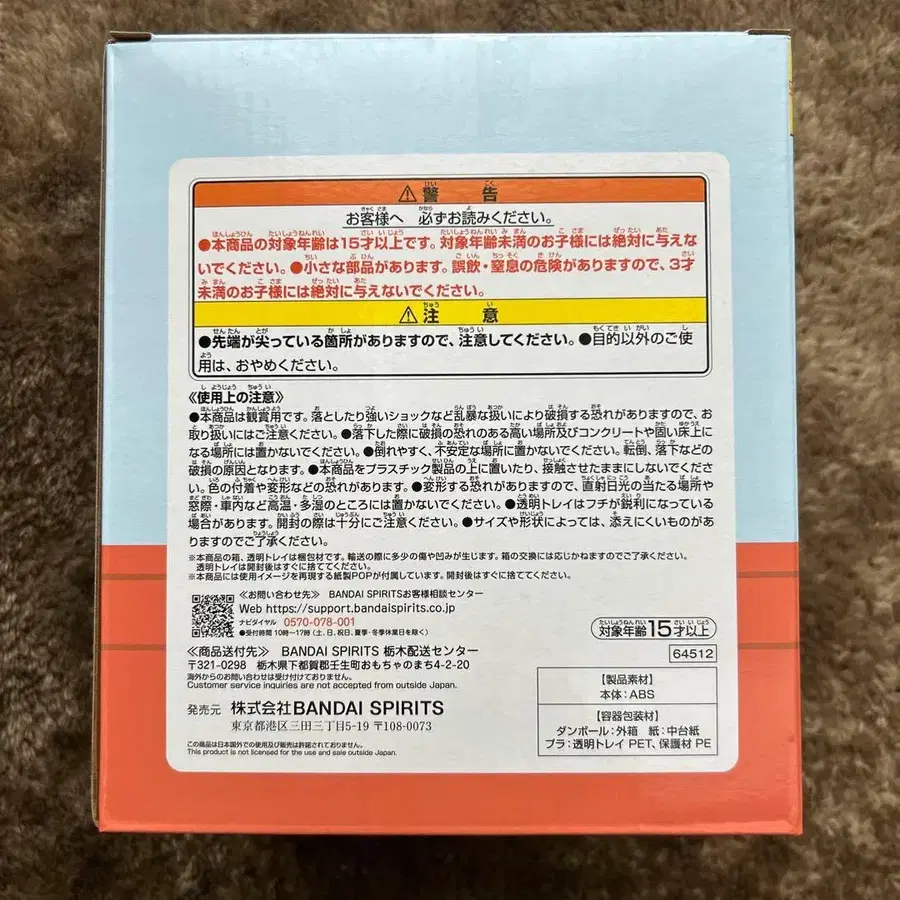 ⚠警告
お客様へ 必ずお読みください。
●本商品の対象年齢は15才以上です。対象年齢未満のお子様には絶対に与えな
いでください。●小さな部品があります。誤飲・窒息の危険がありますので、3才
未満のお子様には絶対に与えないでください。
⚠注意
●先端が尖っている箇所がありますので、注意してください。●目的以外のご使
用は、おやめください。
《使用上の注意》
●本商品は観賞用です。落としたり強いショックなど乱暴な扱いにより破損する恐れがありますので、お
取り扱いにはご注意ください。●落下した際に破損の恐れのある高い場所及びコンクリートや固い床上に
なる場所には置かないでください。●倒れやすく、不安定な場所に置かないでください。転倒、落下などの
破損の原因となります。●本商品をプラスチック製品の上に置いたり、接触させたままにしないでくださ
い。色の付着や変形などの恐れがあります。●変形する恐れがありますので、直射日光の当たる場所や
窓際・車内など高温・多湿のところには置かないでください。●透明トレイはフチが鋭利になっている
場合があります。開封の際は十分にご注意ください。●サイズや形状によっては、添えにくいものがあり
ますのでご了承ください。
※本商品の箱、透明トレイは梱包材です。輸送の際に多少の傷や凹みが生じます。箱の交換には応じかねますのでご了承ください。
透明トレイは開封後はすぐに捨ててください。
※本商品には使用イメージを再現する紙製POPが付属しています。開封後はすぐに捨ててください。
≪お問い合わせ先≫ BANDAI SPIRITSお客様相談センター
Web https://support.bandaispirits.co.jp
ナビダイヤル 0570-078-001
●受付時間 10時〜17時（土、日、祝日、夏季・冬季休業日を除く）
対象年齢15才以上
≪商品送付先≫ BANDAI SPIRITS 栃木配送センター
〒321-0298 栃木県下都賀郡壬生町おもちゃのまち4-2-20
64512
海外からのお問い合わせは受け付けておりません。
Customer service inquiries are not accepted from outside Japan.
発売元 株式会社BANDAI SPIRITS
東京都港区三田三丁目5-19 〒108-0073
この商品は日本国外での使用及び販売は許諾されておりません。
This product is not licensed for the use and sale outside Japan.
【製品素材】
本体：ABS
【容器包装材】
ダンボール：外箱 紙：中台紙
プラ：透明トレイ PET、保護材 PE